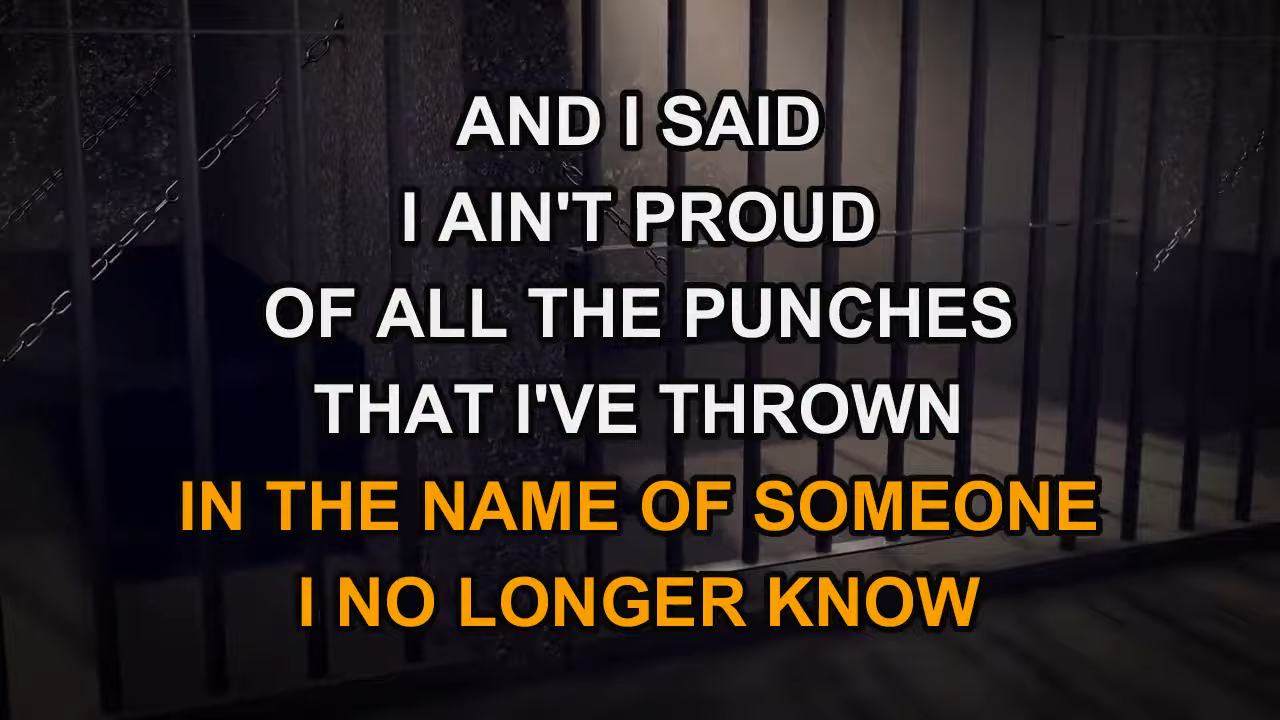 AND I SAID
I AIN'T PROUD
OF ALL THE PUNCHES
THAT I'VE THROWN
IN THE NAME OF SOMEONE
I NO LONGER KNOW